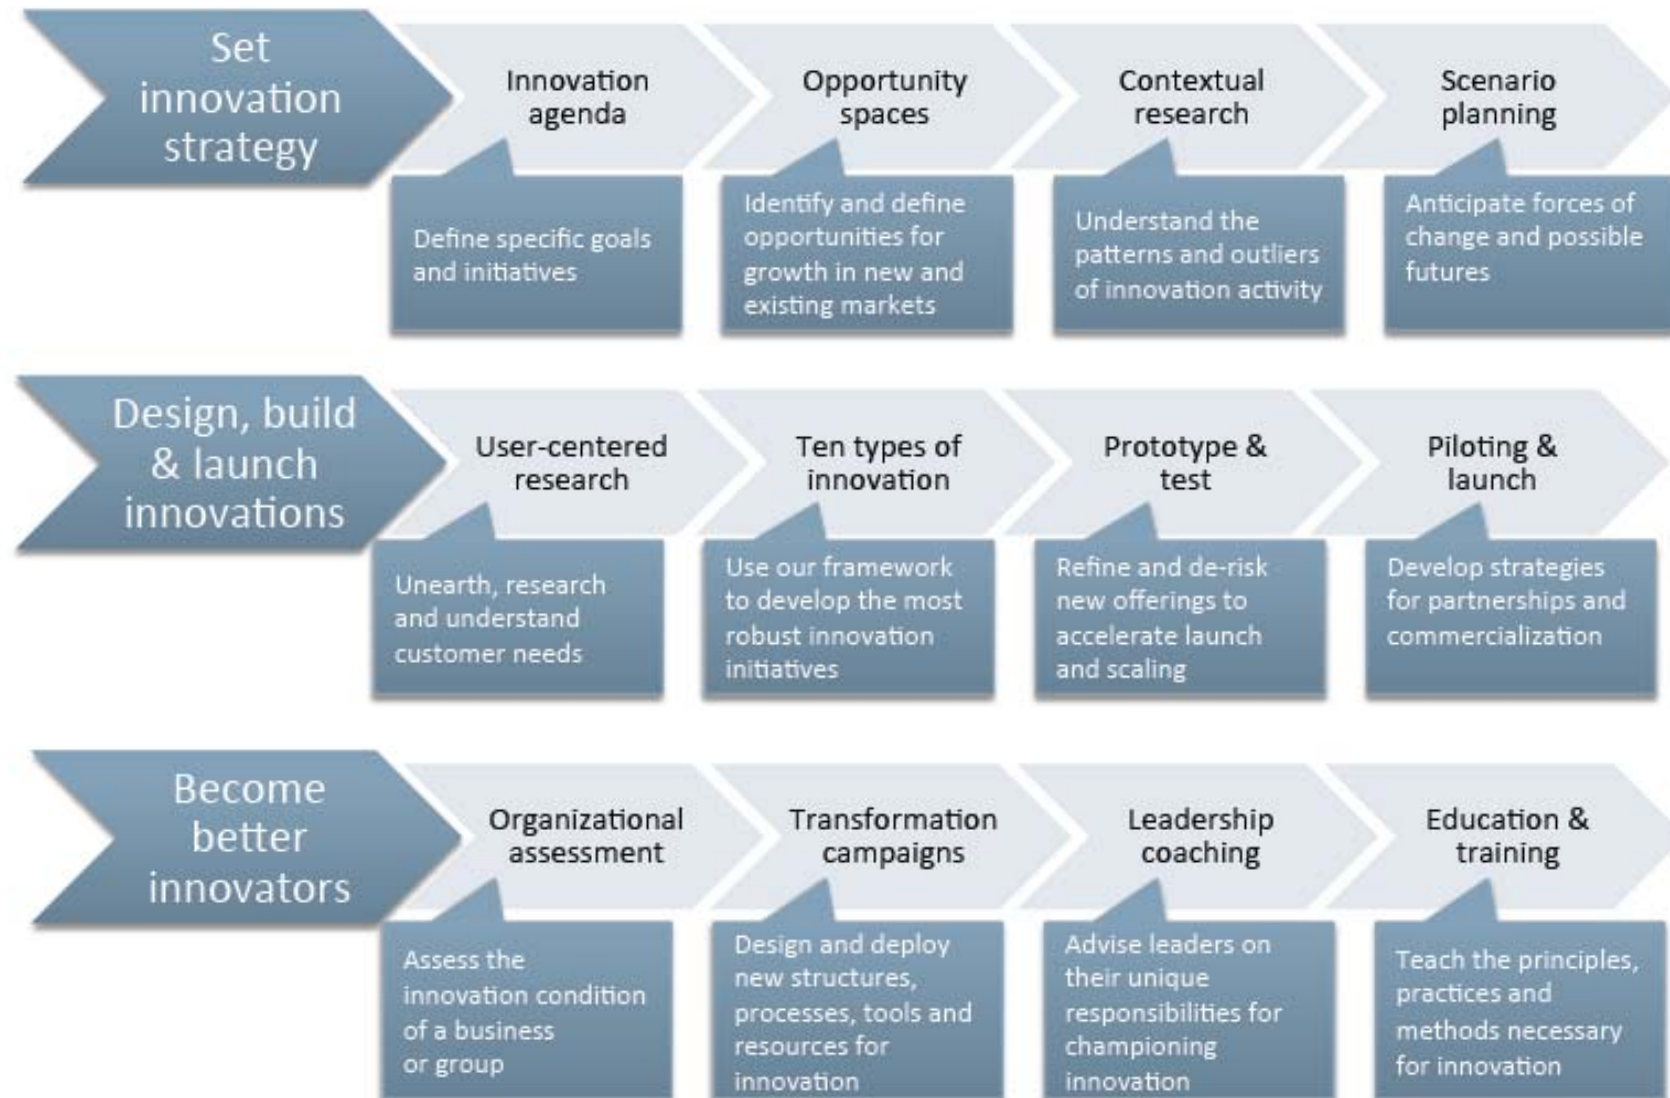 Set
innovation
strategy
Innovation
agenda
Opportunity
spaces
Contextual
research
Scenario
planning
Define specific goals
and initiatives
Identify and define
opportunities for
growth in new and
existing markets
Understand the
patterns and outliers
of innovation activity
Anticipate forces of
change and possible
futures
Design, build
& launch
innovations
User-centered
research
Ten types of
innovation
Prototype &
test
Piloting &
launch
Unearth, research
and understand
customer needs
Use our framework
to develop the most
robust innovation
initiatives
Refine and de-risk
new offerings to
accelerate launch
and scaling
Develop strategies
for partnerships and
commercialization
Become
better
innovators
Organizational
assessment
Transformation
campaigns
Leadership
coaching
Education &
training
Assess the
innovation condition
of a business
or group
Design and deploy
new structures,
processes, tools and
resources for
innovation
Advise leaders on
their unique
responsibilities for
championing
innovation
Teach the principles,
practices and
methods necessary
for innovation